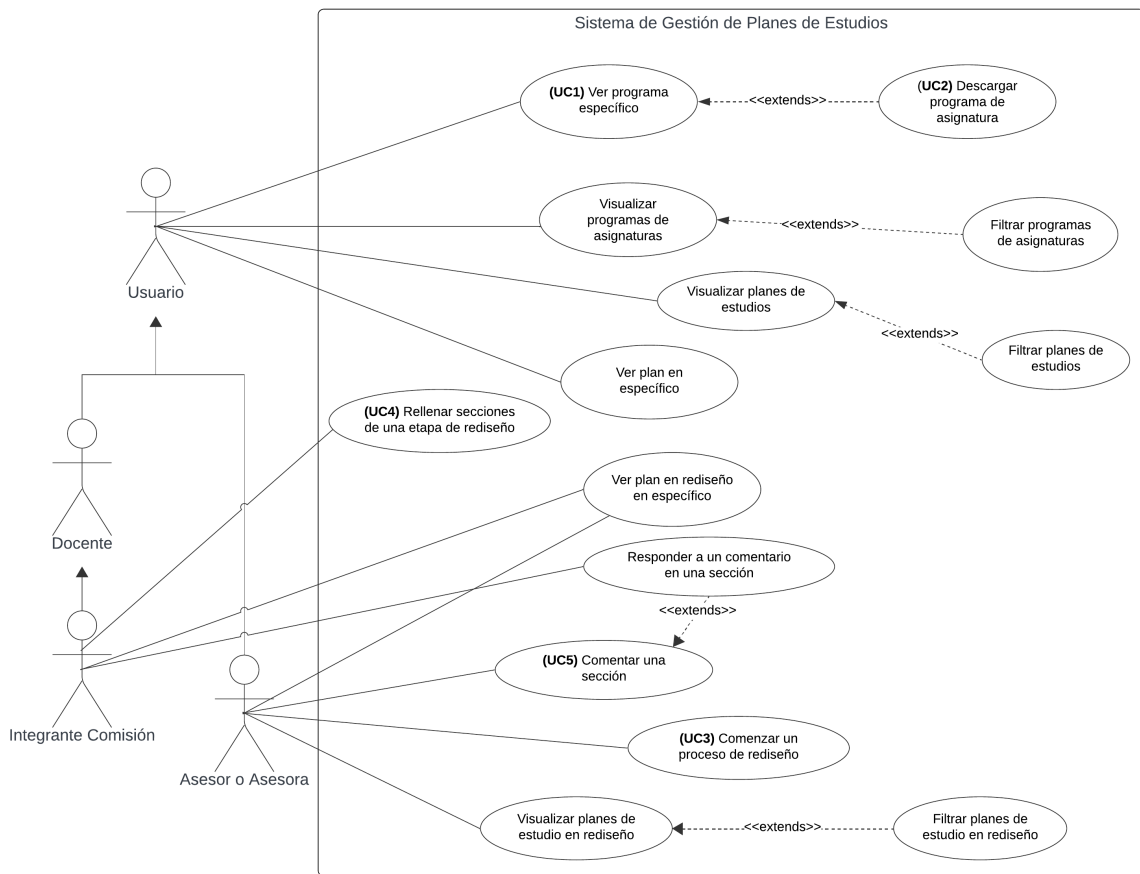 Sistema de Gestión de Planes de Estudios
(UC1) Ver programa
específico
<<extends>>
(UC2) Descargar
programa de
asignatura
Visualizar
programas de
asignaturas
<<extends>>
Filtrar programas
de asignaturas
Usuario
Visualizar planes de
estudios
<<extends>>
Filtrar planes de
estudios
Ver plan en
específico
(UC4) Rellenar secciones
de una etapa de rediseño
Docente
Ver plan en rediseño
en específico
Responder a un comentario
en una sección
<<extends>>
(UC5) Comentar una
sección
Integrante Comisión
(UC3) Comenzar un
proceso de rediseño
Asesor o Asesora
Visualizar planes de
estudio en rediseño
<<extends>>
Filtrar planes de
estudio en rediseño